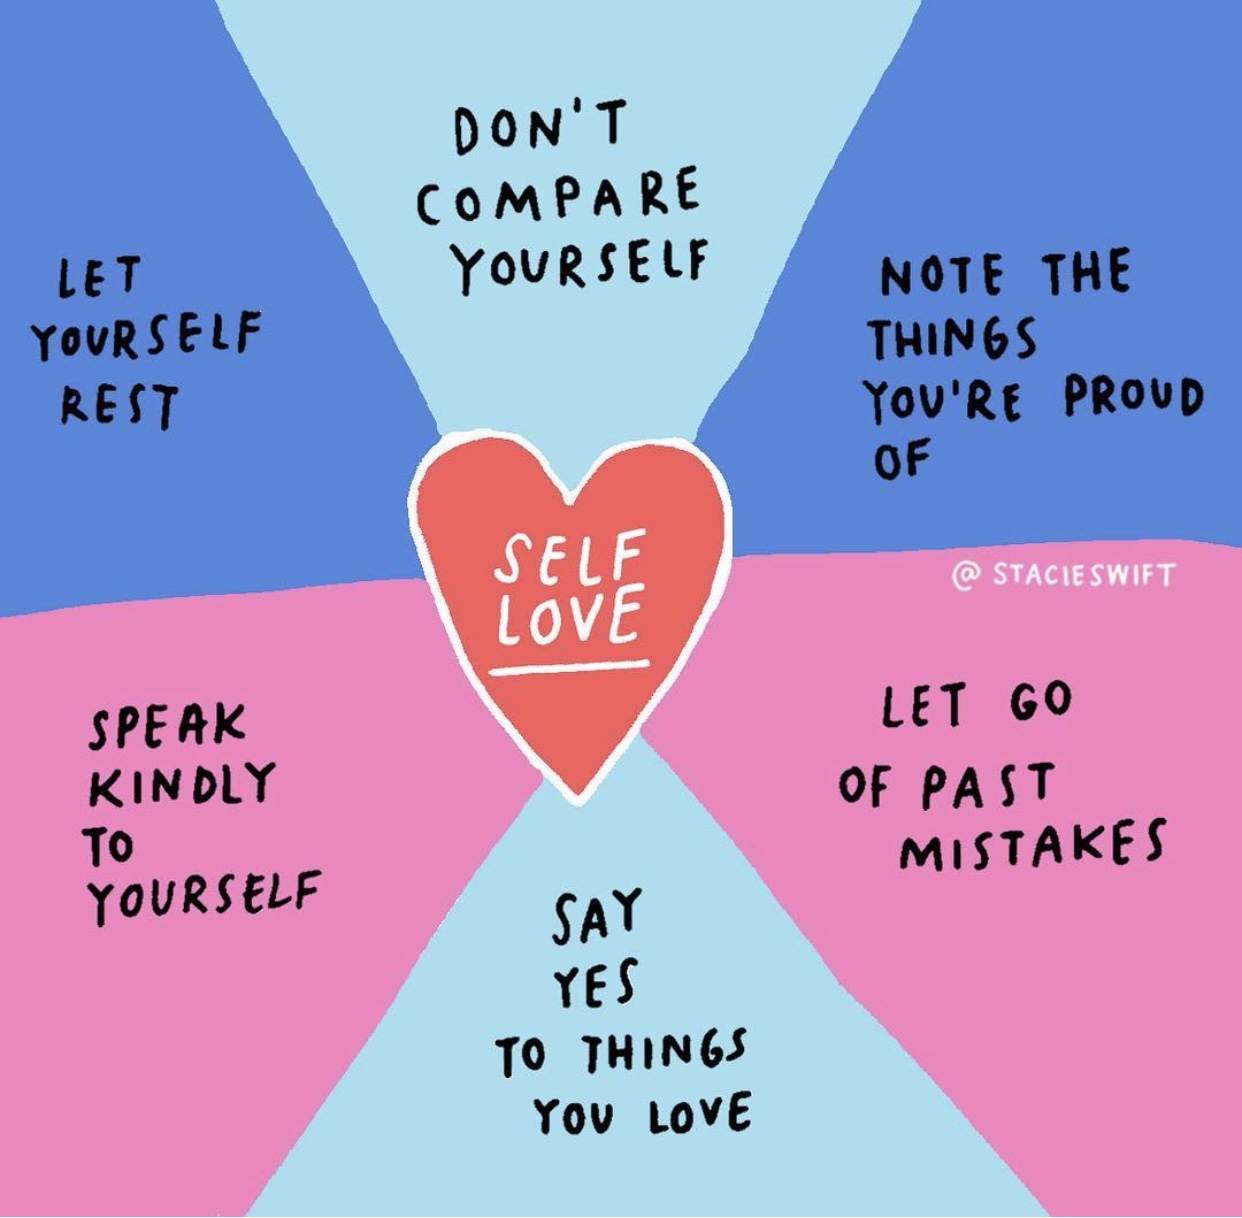 DON'T
COMPARE
YOURSELF
LET
YOURSELF
REST
NOTE THE
THINGS
YOU'RE PROUD
OF
SELF
LOVE
@ STACIESWIFT
SPEAK
KINDLY
TO
YOURSELF
LET GO
OF PAST
MISTAKES
SAY
YES
TO THINGS
YOU LOVE